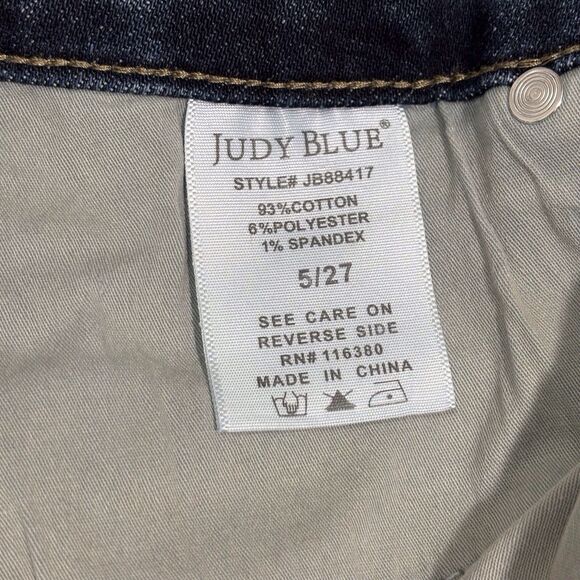 JUDY BLUE®
STYLE# JB88417
93%COTTON
6%POLYESTER
1% SPANDEX
5/27
SEE CARE ON
REVERSE SIDE
RN# 116380
MADE IN CHINA